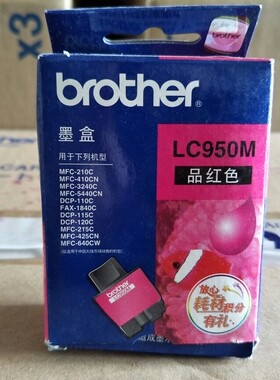 X3
brother
墨盒
LC950M
品红色
用于下列机型
MFC-210C
MFC-410CN
MFC-3240C
MFC-5440CN
DCP-110C
FAX-1840C
DCP-115C
DCP-120C
MFC-215C
MFC-425CN
MFC-640CW
LC950M
放心
耗材积分
有礼